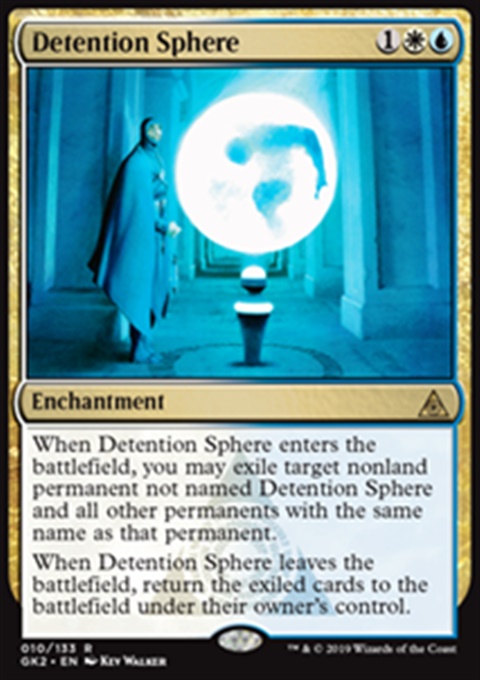 Detention Sphere 1
Enchantment
When Detention Sphere enters the
battlefield, you may exile target nonland
permanent not named Detention Sphere
and all other permanents with the same
name as that permanent.
When Detention Sphere leaves the
battlefield, return the exiled cards to the
battlefield under their owner's control.
010/133 R
GK2 • EN Kev Walker
™ & © 2019 Wizards of the Coast